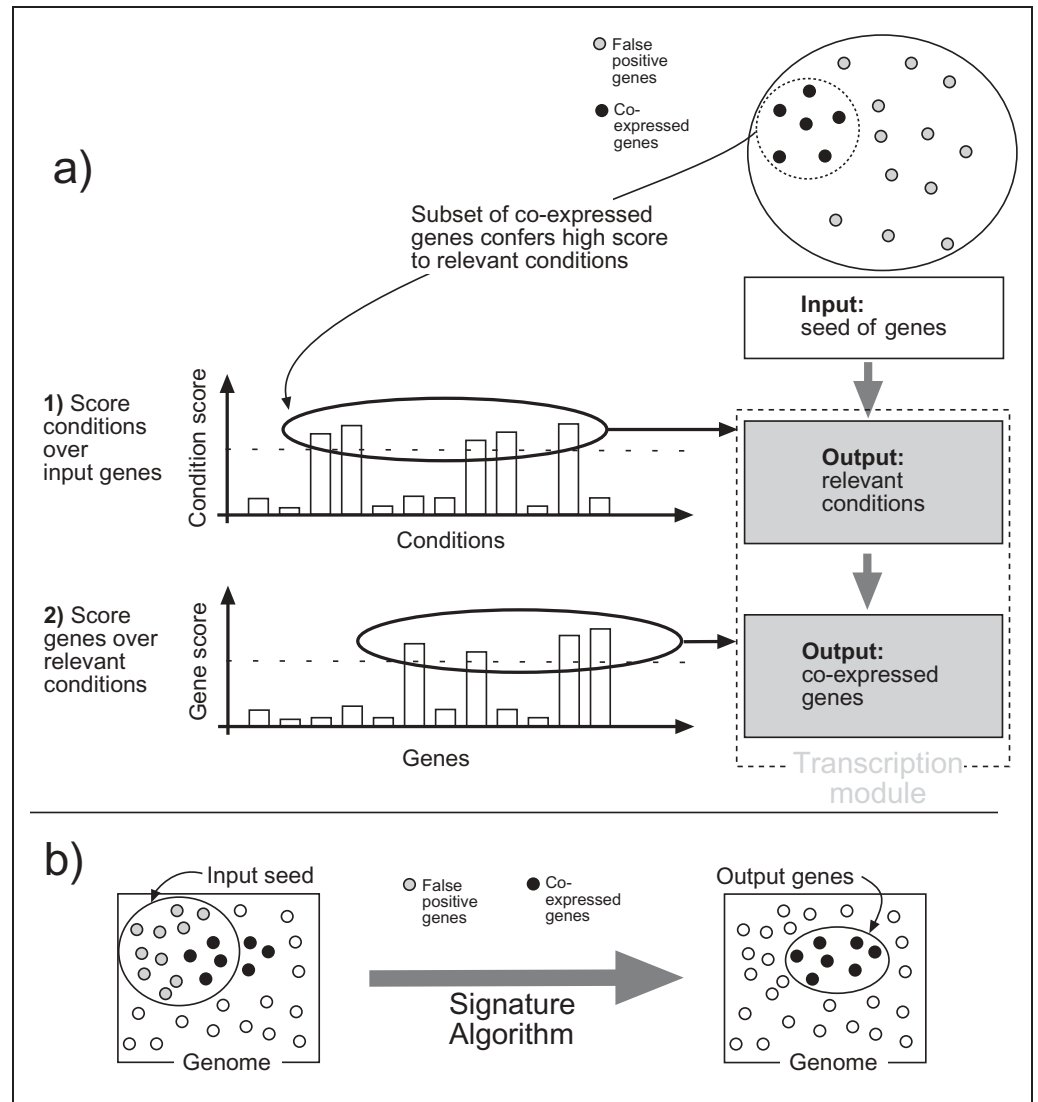 False
positive
genes
Co-
expressed
genes
a)
Subset of co-expressed
genes confers high score
to relevant conditions
Input:
seed of genes
1) Score
conditions
over
input genes
Condition score
Conditions
Output:
relevant
conditions
2) Score
genes over
relevant
conditions
Gene score
Genes
Output:
co-expressed
genes
Transcription
module
b)
Input seed
False
positive
genes
Co-
expressed
genes
Output genes
Signature
Algorithm
Genome
Genome